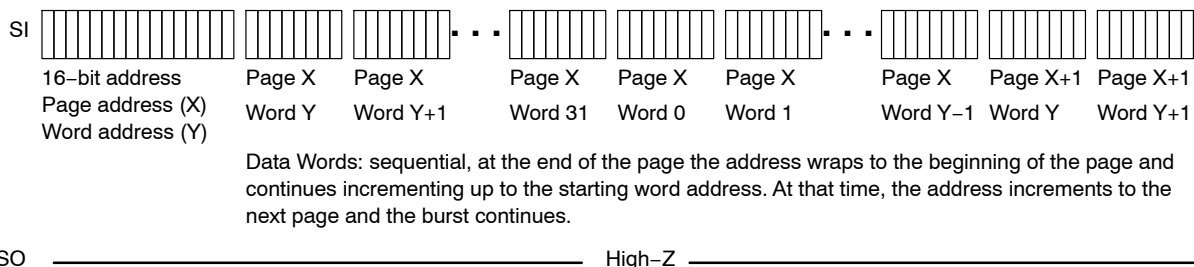 SI
16−bit address
Page address (X)
Word address (Y)
Page X
Word Y
Page X
Word Y+1
. . .
Page X
Word 31
Page X
Word 0
Page X
Word 1
. . .
Page X
Word Y−1
Page X+1
Word Y
Page X+1
Word Y+1
Data Words: sequential, at the end of the page the address wraps to the beginning of the page and
continues incrementing up to the starting word address. At that time, the address increments to the
next page and the burst continues.
SO
High−Z